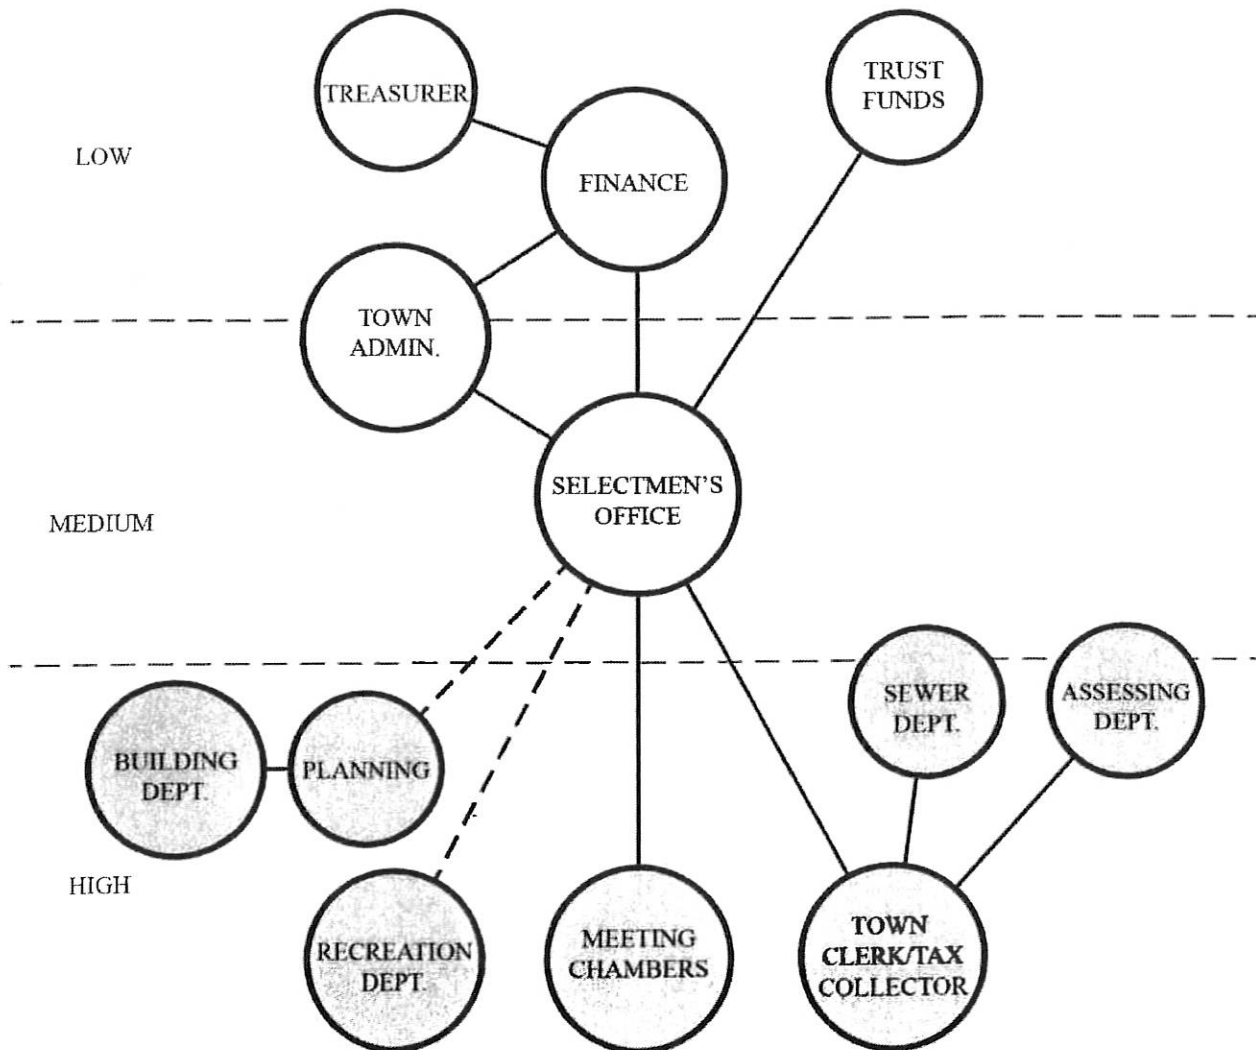 TREASURER
TRUST
FUNDS
LOW
FINANCE
TOWN
ADMIN.
SELECTMEN'S
OFFICE
MEDIUM
SEWER
DEPT.
ASSESSING
DEPT.
BUILDING
DEPT.
PLANNING
HIGH
RECREATION
DEPT.
MEETING
CHAMBERS
TOWN
CLERK/TAX
COLLECTOR